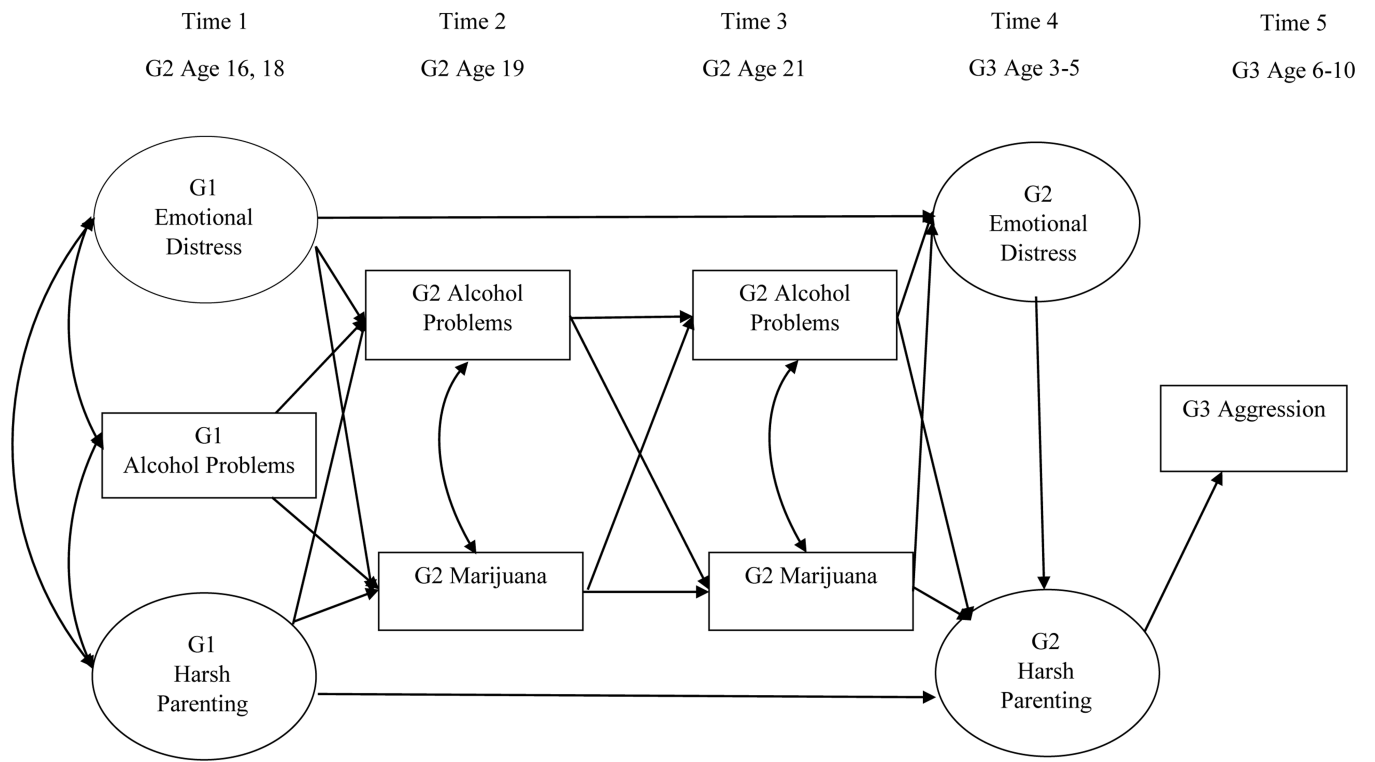 Time 1
Time 2
Time 3
Time 4
Time 5
G2 Age 16, 18
G2 Age 19
G2 Age 21
G3 Age 3-5
G3 Age 6-10
G1
Emotional
Distress
G2
Emotional
Distress
G2 Alcohol
Problems
G2 Alcohol
Problems
G3 Aggression
G1
Alcohol Problems
G2 Marijuana
G2 Marijuana
G1
Harsh
Parenting
G2
Harsh
Parenting